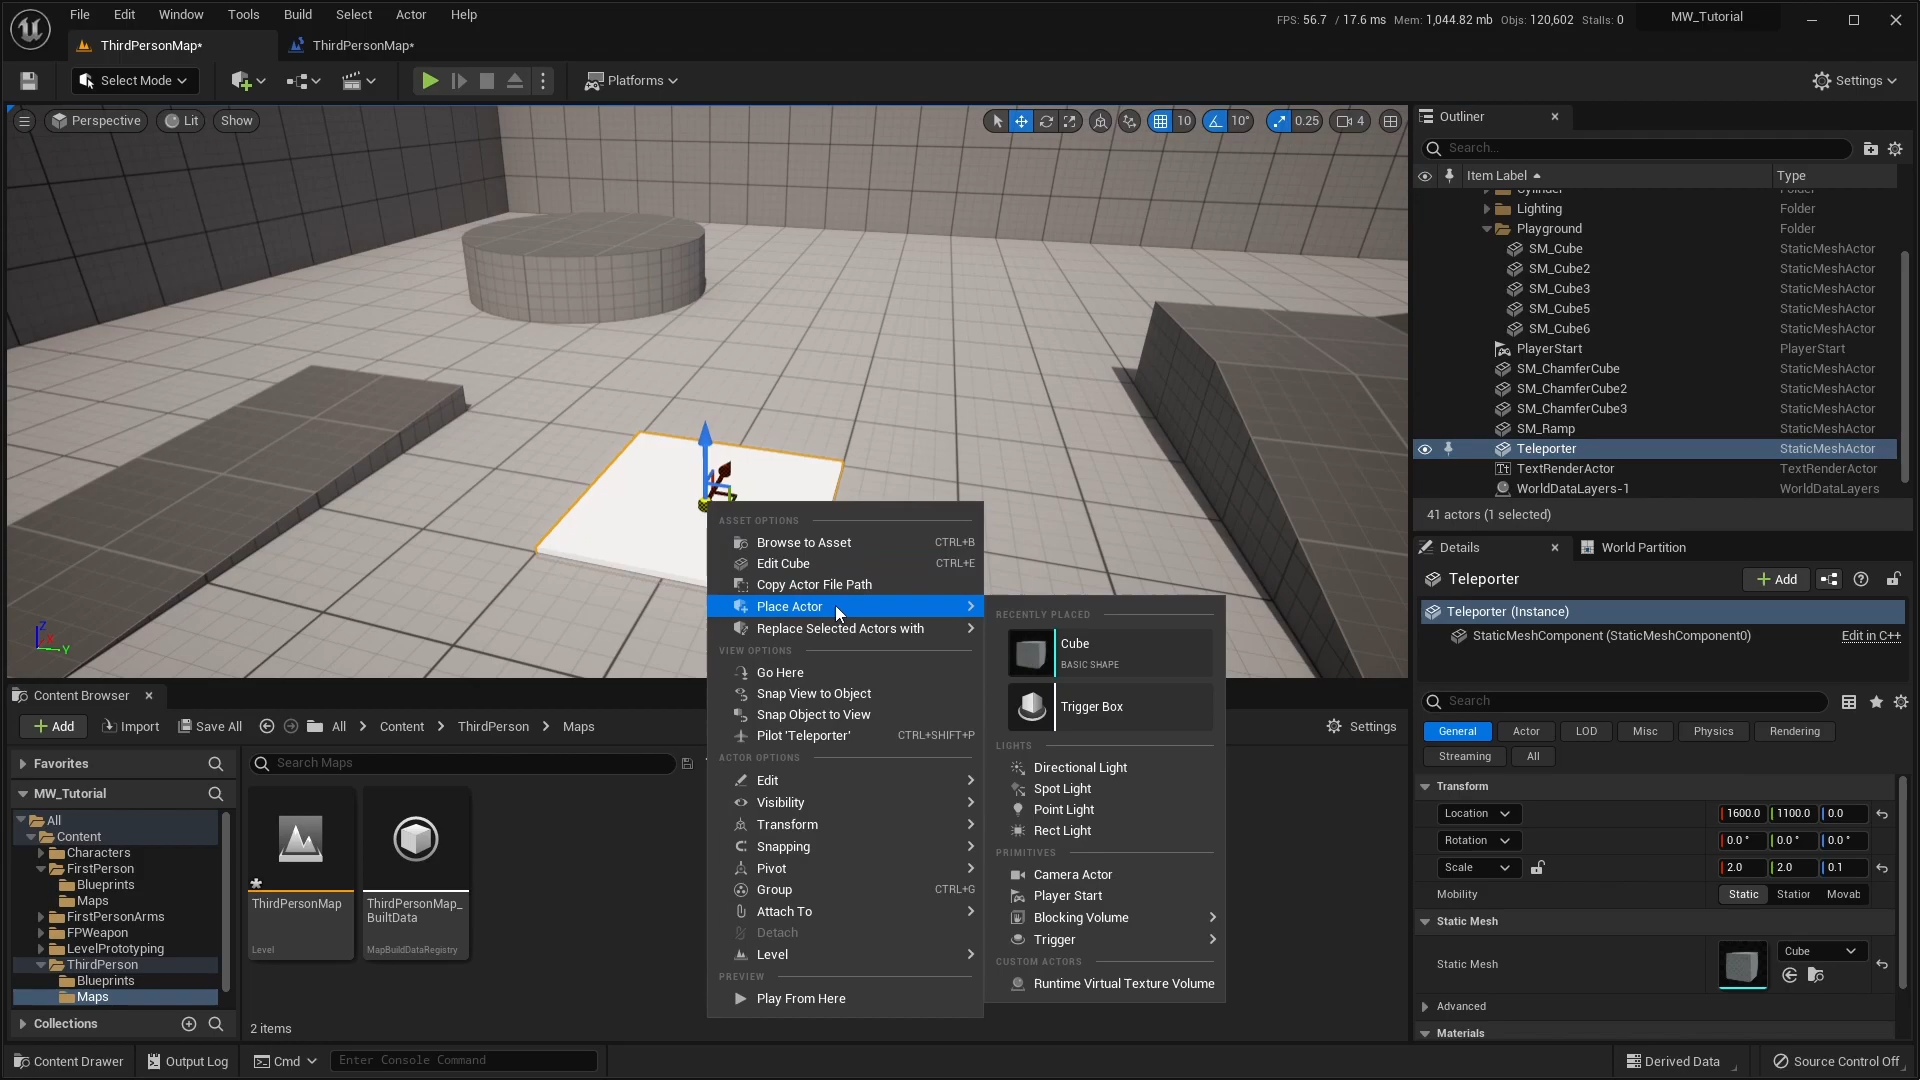 File Edit Window Tools Build Select Actor Help
FPS: 56.7 / 17.6 ms Mem: 1,044.82 mb Objs: 120,602 Stalls: 0 MW_Tutorial
ThirdPersonMap* ThirdPersonMap*
Select Mode Platforms Settings
Perspective Lit Show 10 10° 0.25 4
Outliner
Search...
Item Label Type
Cylinder Folder
Lighting Folder
Playground Folder
SM_Cube StaticMeshActor
SM_Cube2 StaticMeshActor
SM_Cube3 StaticMeshActor
SM_Cube5 StaticMeshActor
SM_Cube6 StaticMeshActor
PlayerStart PlayerStart
SM_ChamferCube StaticMeshActor
SM_ChamferCube2 StaticMeshActor
SM_ChamferCube3 StaticMeshActor
SM_Ramp StaticMeshActor
Teleporter StaticMeshActor
TextRenderActor TextRenderActor
WorldDataLayers-1 WorldDataLayers
41 actors (1 selected)
Z X Y
ASSET OPTIONS
Browse to Asset CTRL+B
Edit Cube CTRL+E
Copy Actor File Path
Place Actor
Replace Selected Actors with
VIEW OPTIONS
Go Here
Snap View to Object
Snap Object to View
Pilot 'Teleporter' CTRL+SHIFT+P
ACTOR OPTIONS
Edit
Visibility
Transform
Snapping
Pivot
Group CTRL+G
Attach To
Detach
Level
PREVIEW
Play From Here
RECENTLY PLACED
Cube
BASIC SHAPE
Trigger Box
LIGHTS
Directional Light
Spot Light
Point Light
Rect Light
PRIMITIVES
Camera Actor
Player Start
Blocking Volume
Trigger
CUSTOM ACTORS
Runtime Virtual Texture Volume
Details World Partition
Teleporter Add
Teleporter (Instance)
StaticMeshComponent (StaticMeshComponent0) Edit in C++
Search
General Actor LOD Misc Physics Rendering
Streaming All
Transform
Location 1600.0 1100.0 0.0
Rotation 0.0 ° 0.0 ° 0.0 °
Scale 2.0 2.0 0.1
Mobility Static Station Movab
Static Mesh
Static Mesh Cube
Advanced
Materials
Content Browser
Add Import Save All All Content ThirdPerson Maps Settings
Favorites
MW_Tutorial
All
Content
Characters
FirstPerson
Blueprints
Maps
FirstPersonArms
FPWeapon
LevelPrototyping
ThirdPerson
Blueprints
Maps
Collections
Search Maps
ThirdPersonMap
Level
ThirdPersonMap_
BuiltData
MapBuildDataRegistry
2 items
Content Drawer Output Log Cmd Enter Console Command Derived Data Source Control Off